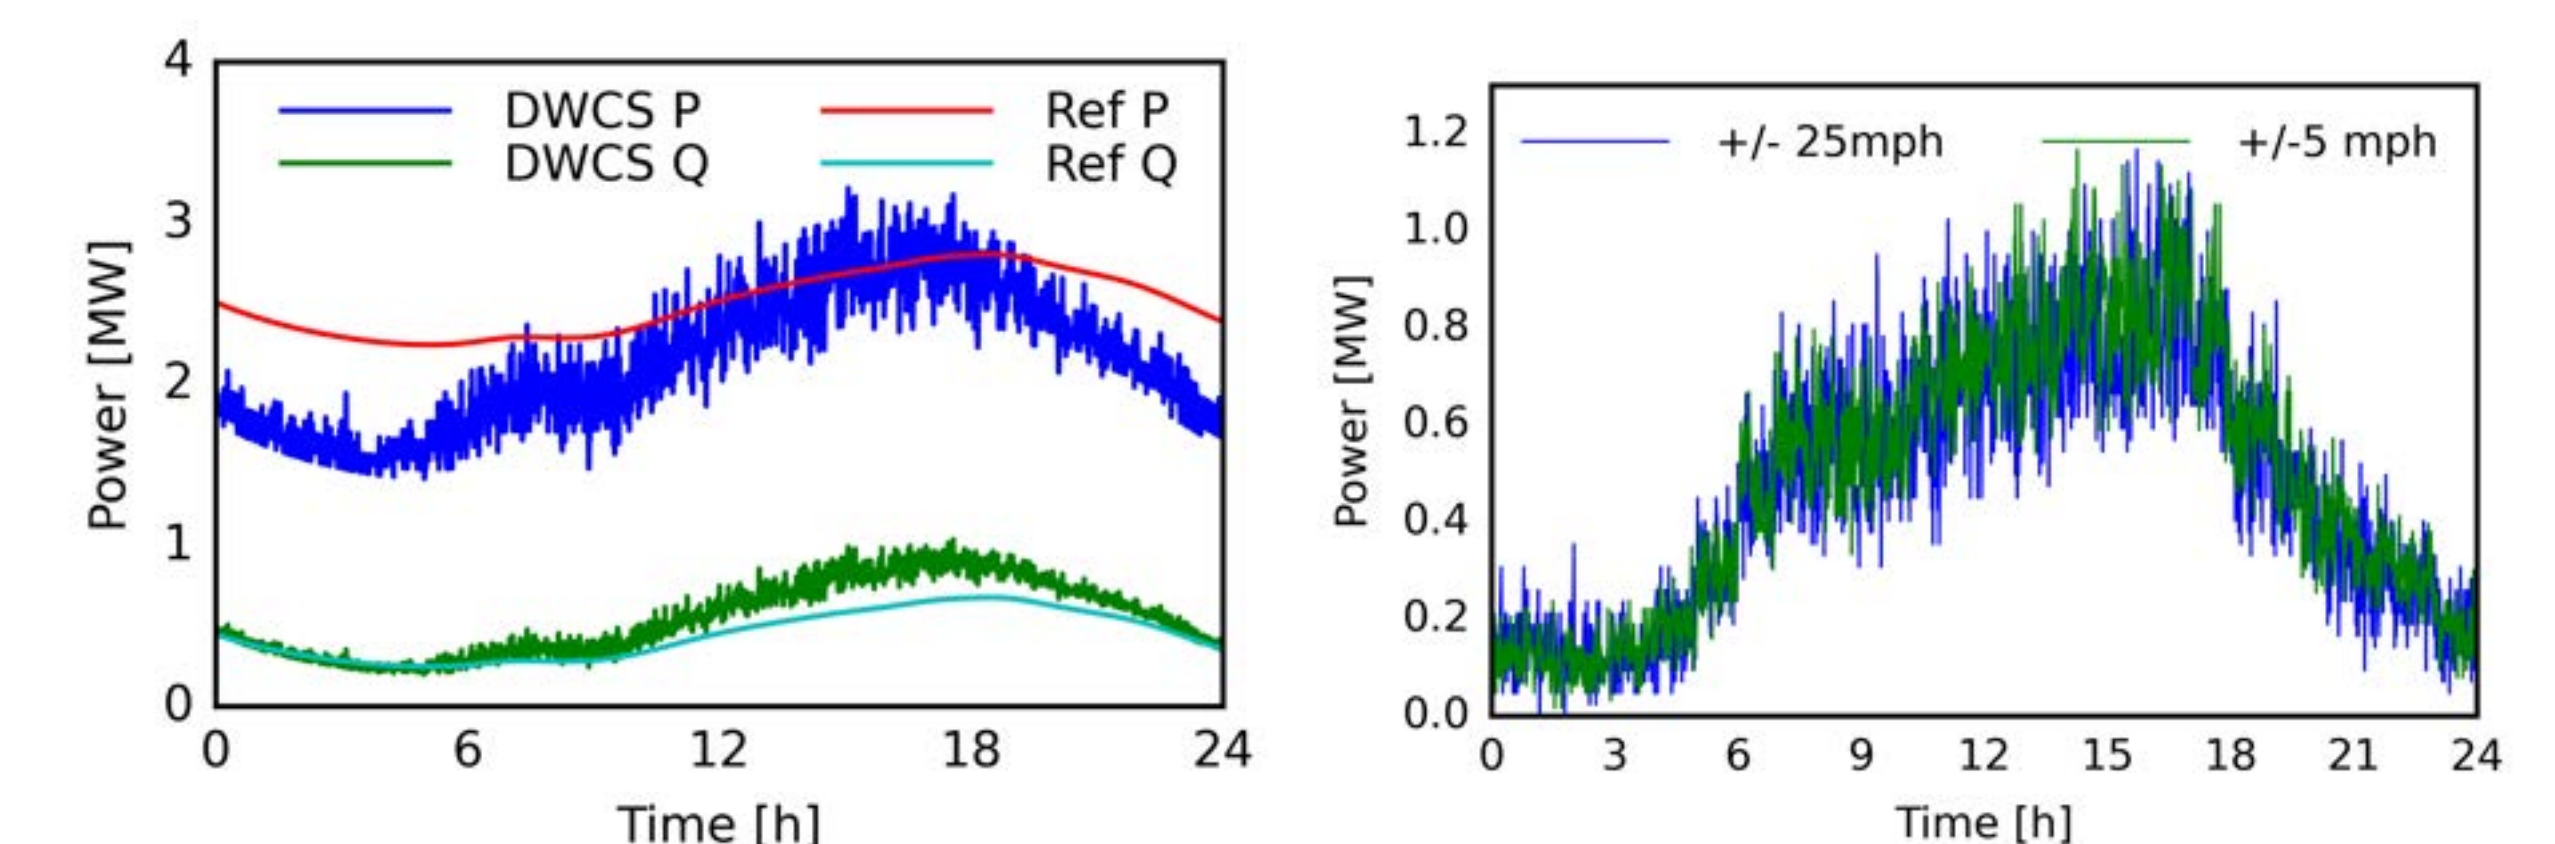 4
3
2
1
0
Power [MW]
DWCS P
Ref P
DWCS Q
Ref Q
0 6 12 18 24
Time [h]
1.2
1.0
0.8
0.6
0.4
0.2
0.0
Power [MW]
+/- 25mph
+/-5 mph
0 3 6 9 12 15 18 21 24
Time [h]